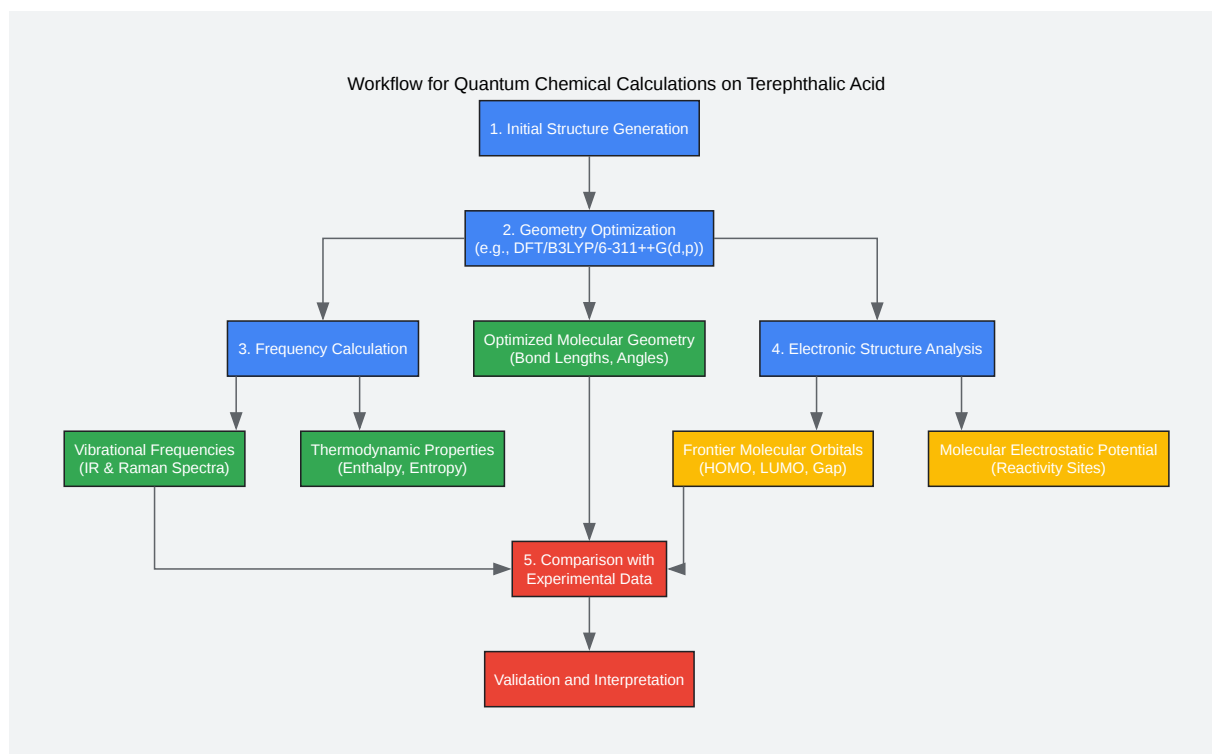 Workflow for Quantum Chemical Calculations on Terephthalic Acid
1. Initial Structure Generation
2. Geometry Optimization
(e.g., DFT/B3LYP/6-311++G(d,p))
3. Frequency Calculation
Optimized Molecular Geometry
(Bond Lengths, Angles)
4. Electronic Structure Analysis
Vibrational Frequencies
(IR & Raman Spectra)
Thermodynamic Properties
(Enthalpy, Entropy)
Frontier Molecular Orbitals
(HOMO, LUMO, Gap)
Molecular Electrostatic Potential
(Reactivity Sites)
5. Comparison with
Experimental Data
Validation and Interpretation